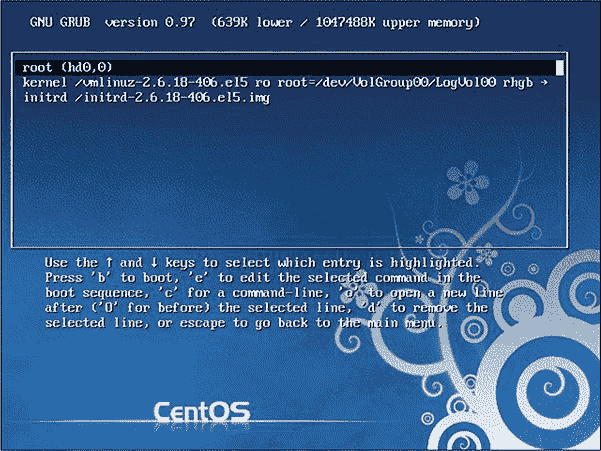 GNU GRUB  version 0.97  (639K lower / 1047488K upper memory)
root (hd0,0)
kernel /vmlinuz-2.6.18-406.el5 ro root=/dev/VolGroup00/LogVol00 rhgb →
initrd /initrd-2.6.18-406.el5.img
Use the ↑ and ↓ keys to select which entry is highlighted.
Press 'b' to boot, 'e' to edit the selected command in the
boot sequence, 'c' for a command-line, 'o' to open a new line
after ('O' for before) the selected line, 'd' to remove the
selected line, or escape to go back to the main menu.
CentOS